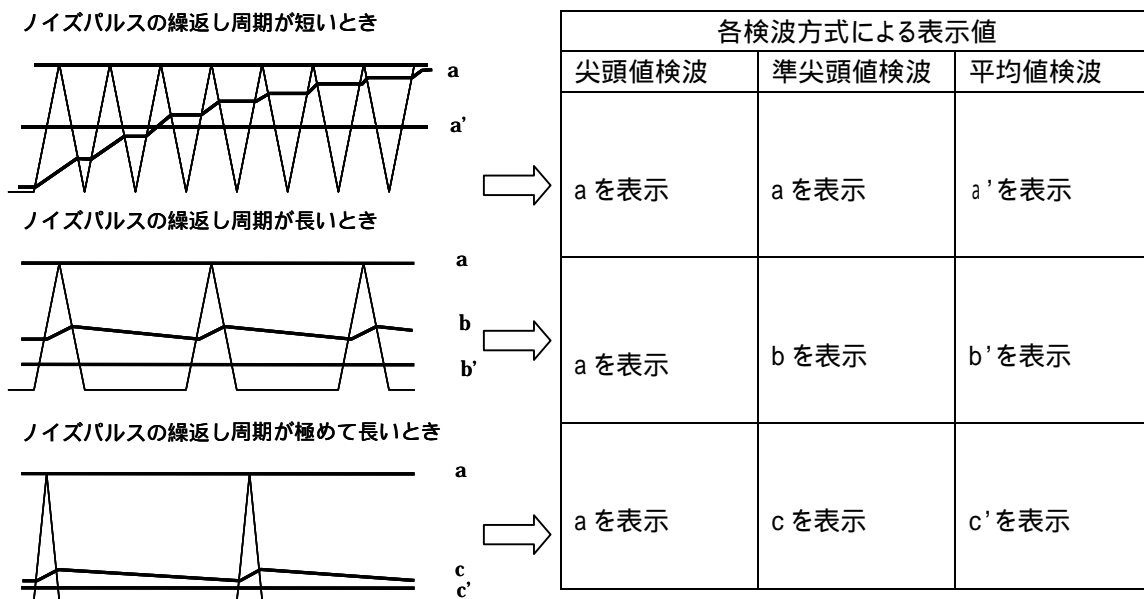 ノイズパルスの繰返し周期が短いとき
a
a'
ノイズパルスの繰返し周期が長いとき
a
b
b'
ノイズパルスの繰返し周期が極めて長いとき
a
c
c'
各検波方式による表示値
尖頭値検波 準尖頭値検波 平均値検波
a を表示 a を表示 a'を表示
a を表示 b を表示 b'を表示
a を表示 c を表示 c'を表示